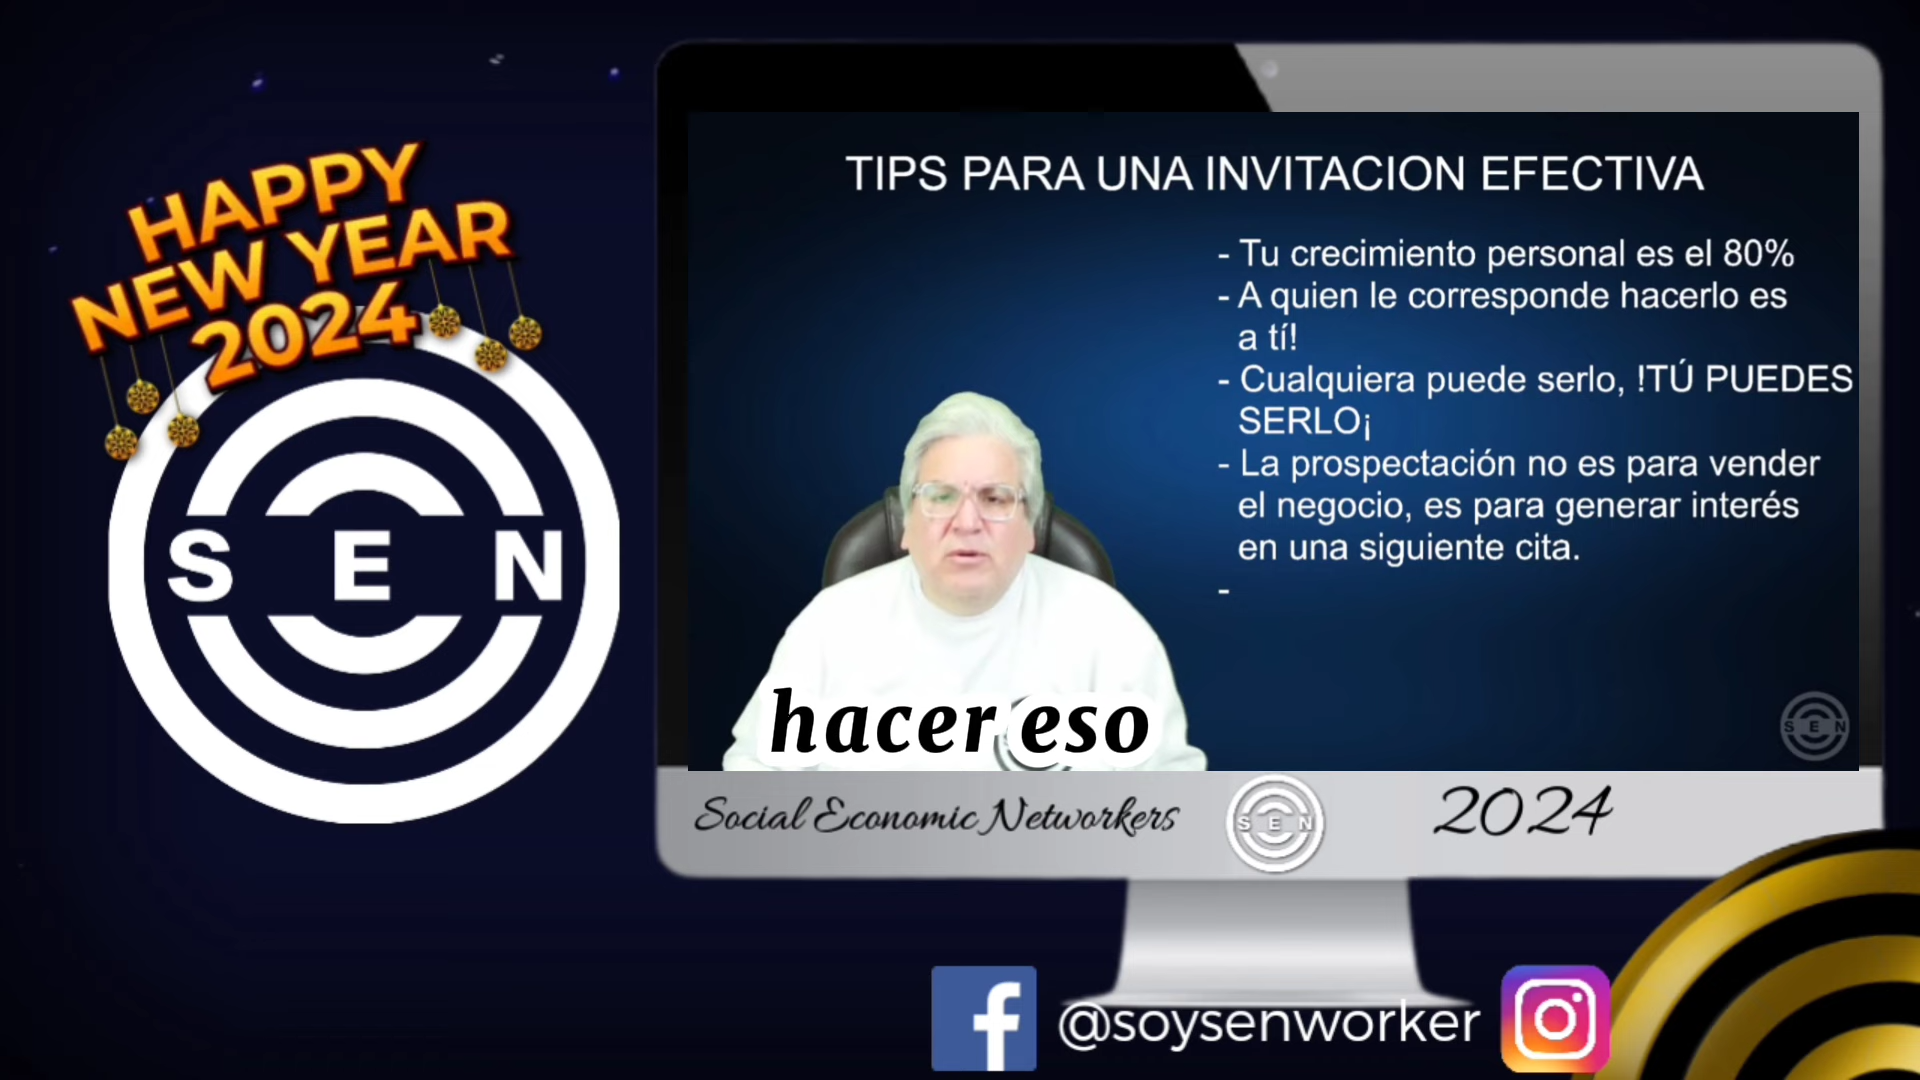 HAPPY
NEW YEAR
2024
S E N
TIPS PARA UNA INVITACION EFECTIVA
- Tu crecimiento personal es el 80%
- A quien le corresponde hacerlo es
a tí!
- Cualquiera puede serlo, !TÚ PUEDES
SERLO¡
- La prospectación no es para vender
el negocio, es para generar interés
en una siguiente cita.
-
hacer eso
S E N
Social Economic Networkers
S E N
2024
@soysenworker